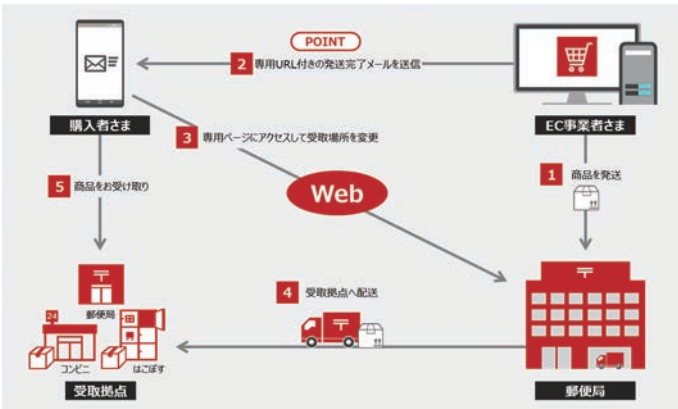 POINT
2 専用URL付きの発送完了メールを送信
購入者さま
EC事業者さま
3 専用ページにアクセスして受取場所を変更
1 商品を発送
5 商品をお受け取り
Web
4 受取拠点へ配送
郵便局
24
コンビニ
はこぽす
受取拠点
郵便局